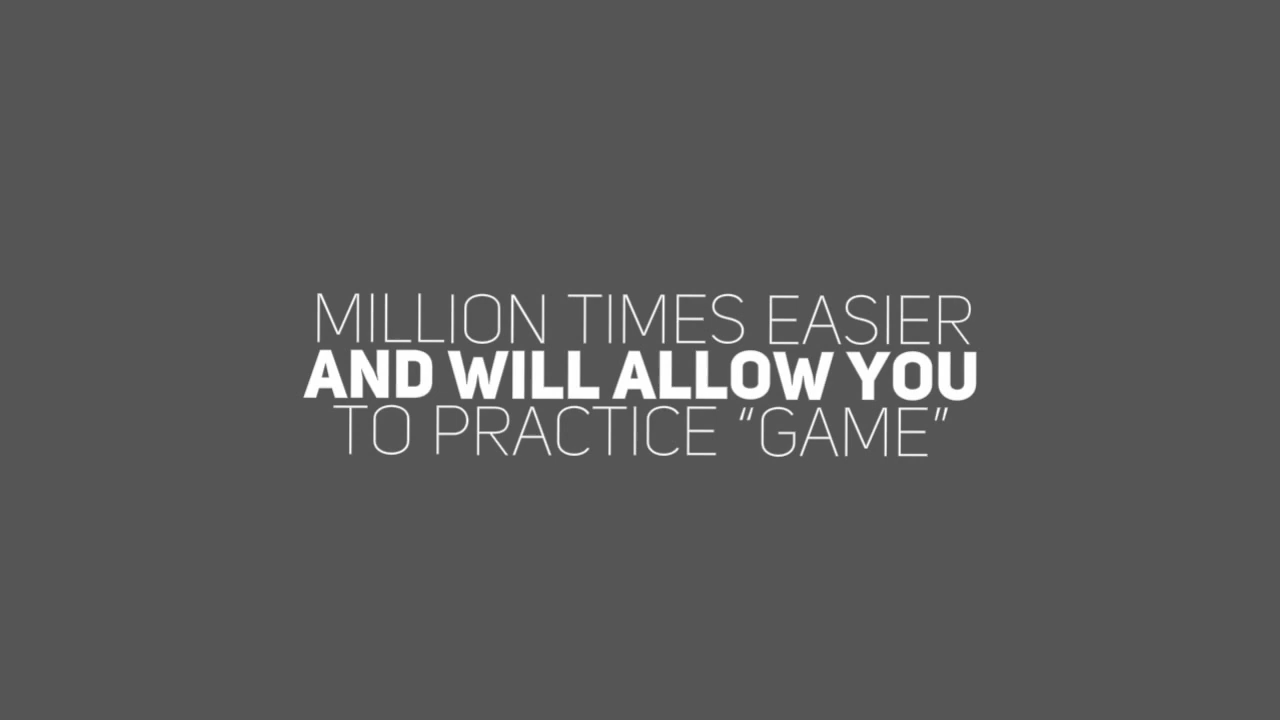 MILLION TIMES EASIER
AND WILL ALLOW YOU
TO PRACTICE “GAME”